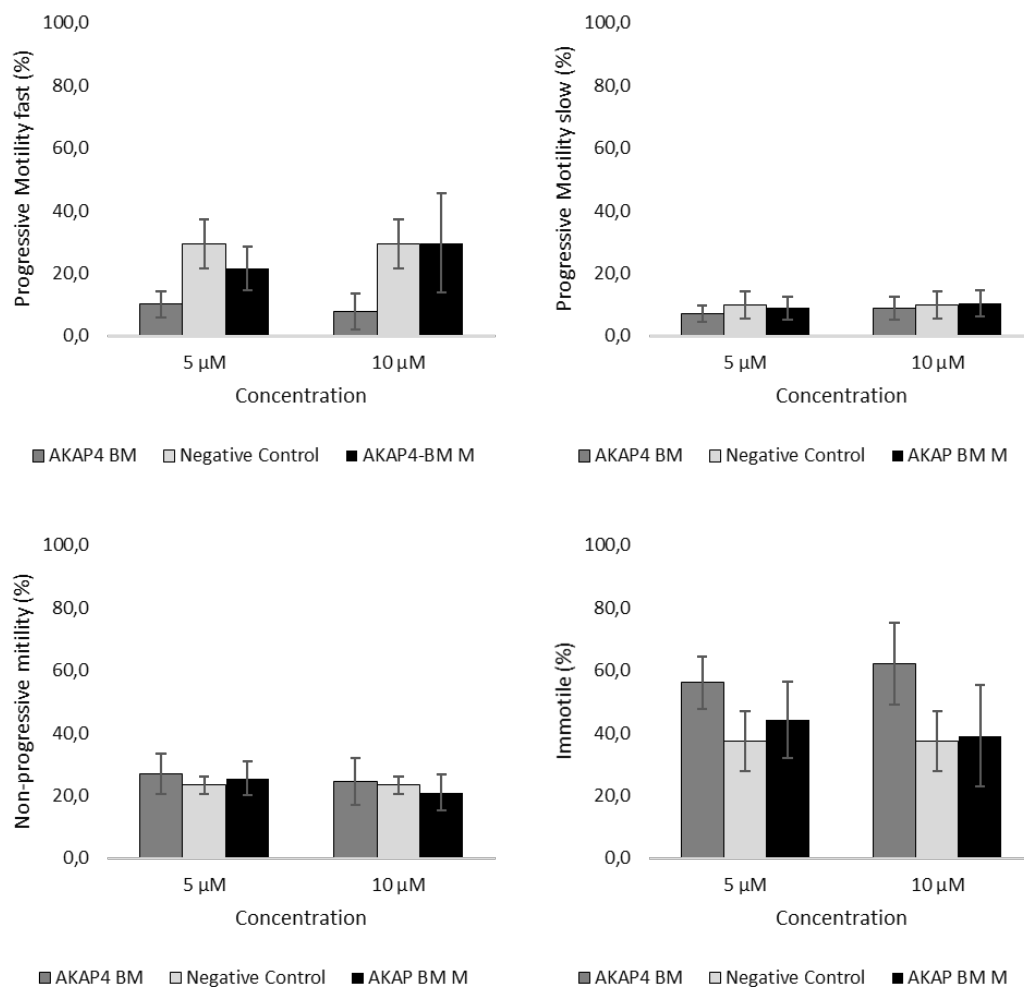 100,0
80,0
60,0
40,0
20,0
0,0
Progressive Motility fast (%)
5 µM
10 µM
Concentration
AKAP4 BM
Negative Control
AKAP4-BM M
100,0
80,0
60,0
40,0
20,0
0,0
Progressive Motility slow (%)
5 µM
10 µM
Concentration
AKAP4 BM
Negative Control
AKAP BM M
100,0
80,0
60,0
40,0
20,0
0,0
Non-progressive mitility (%)
5 µM
10 µM
Concentration
AKAP4 BM
Negative Control
AKAP BM M
100,0
80,0
60,0
40,0
20,0
0,0
Immotile (%)
5 µM
10 µM
Concentration
AKAP4 BM
Negative Control
AKAP BM M